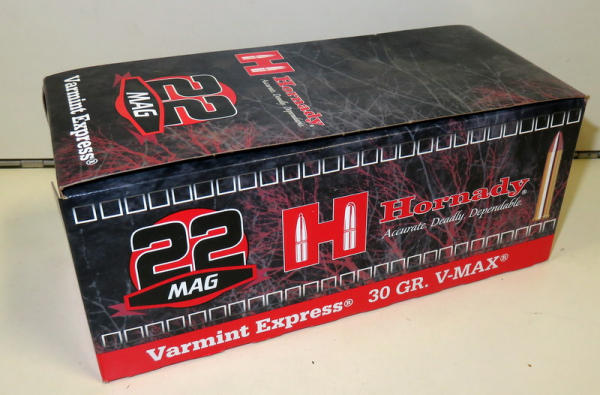 22
MAG
Varmint Express®
H
Hornady®
Accurate. Deadly. Dependable.
22
MAG
H
Hornady®
Accurate. Deadly. Dependable.
Varmint Express® 30 GR. V-MAX®